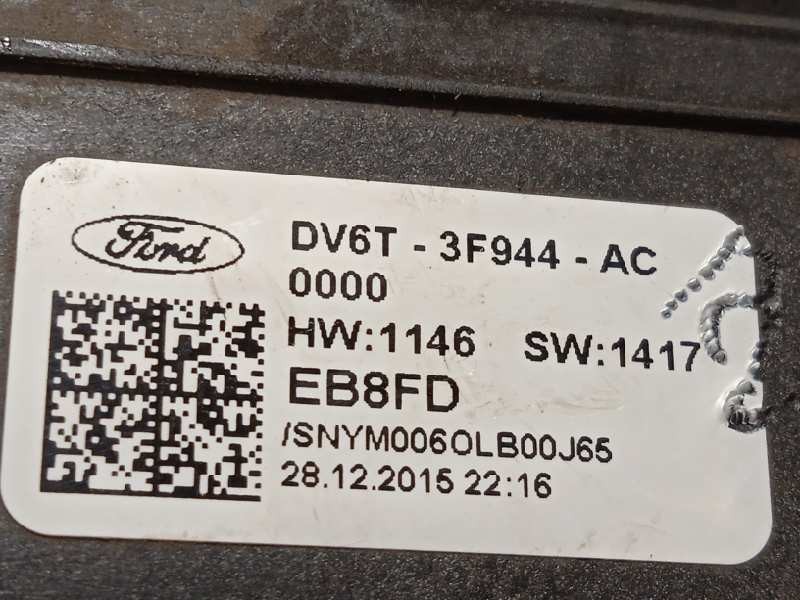 Ford
DV6T - 3F944 - AC
0000
HW:1146 SW:1417
EB8FD
/SNYM006OLB00J65
28.12.2015 22:16